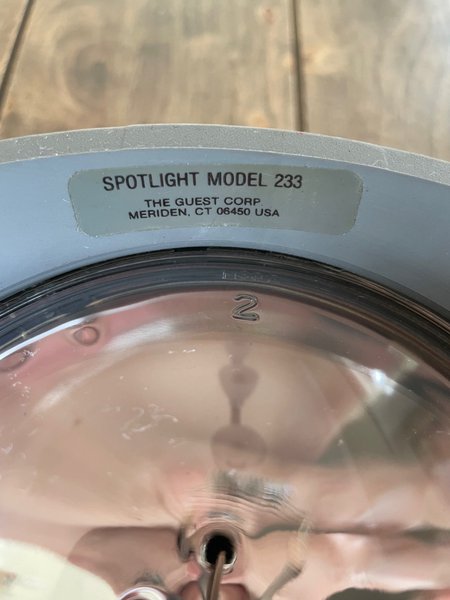 SPOTLIGHT MODEL 233
THE GUEST CORP
MERIDEN, CT 06450 USA
2